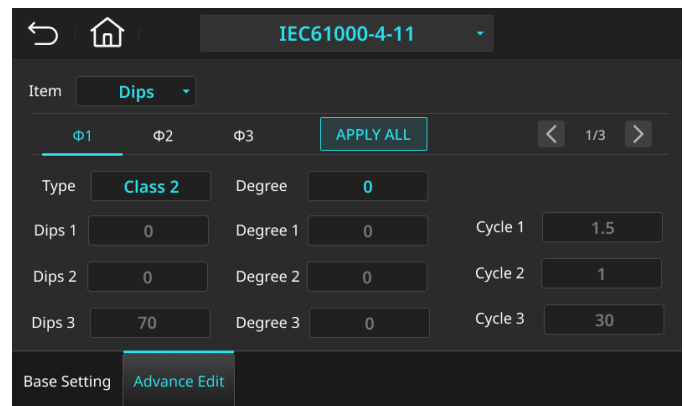 IEC61000-4-11
Item Dips
Φ1 Φ2 Φ3 APPLY ALL 1/3
Type Class 2 Degree 0
Dips 1 0 Degree 1 0 Cycle 1 1.5
Dips 2 0 Degree 2 0 Cycle 2 1
Dips 3 70 Degree 3 0 Cycle 3 30
Base Setting Advance Edit